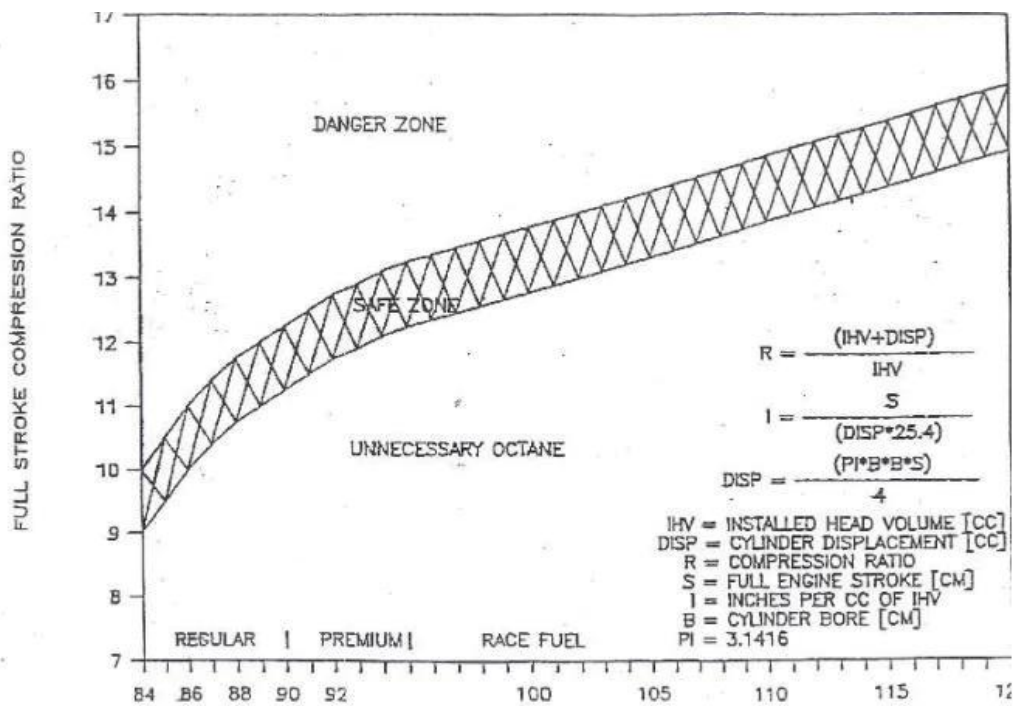 17
16
15
14
13
12
11
10
9
8
7
FULL STROKE COMPRESSION RATIO
DANGER ZONE
SAFE ZONE
UNNECESSARY OCTANE
R = (IHV+DISP)
IHV
I = S
(DISP*25.4)
DISP = (PI*B*B*S)
4
IHV = INSTALLED HEAD VOLUME [CC]
DISP = CYLINDER DISPLACEMENT [CC]
R = COMPRESSION RATIO
S = FULL ENGINE STROKE [CM]
I = INCHES PER CC OF IHV
B = CYLINDER BORE [CM]
PI = 3.1416
REGULAR | PREMIUM | RACE FUEL
84 86 88 90 92 100 105 110 115 12